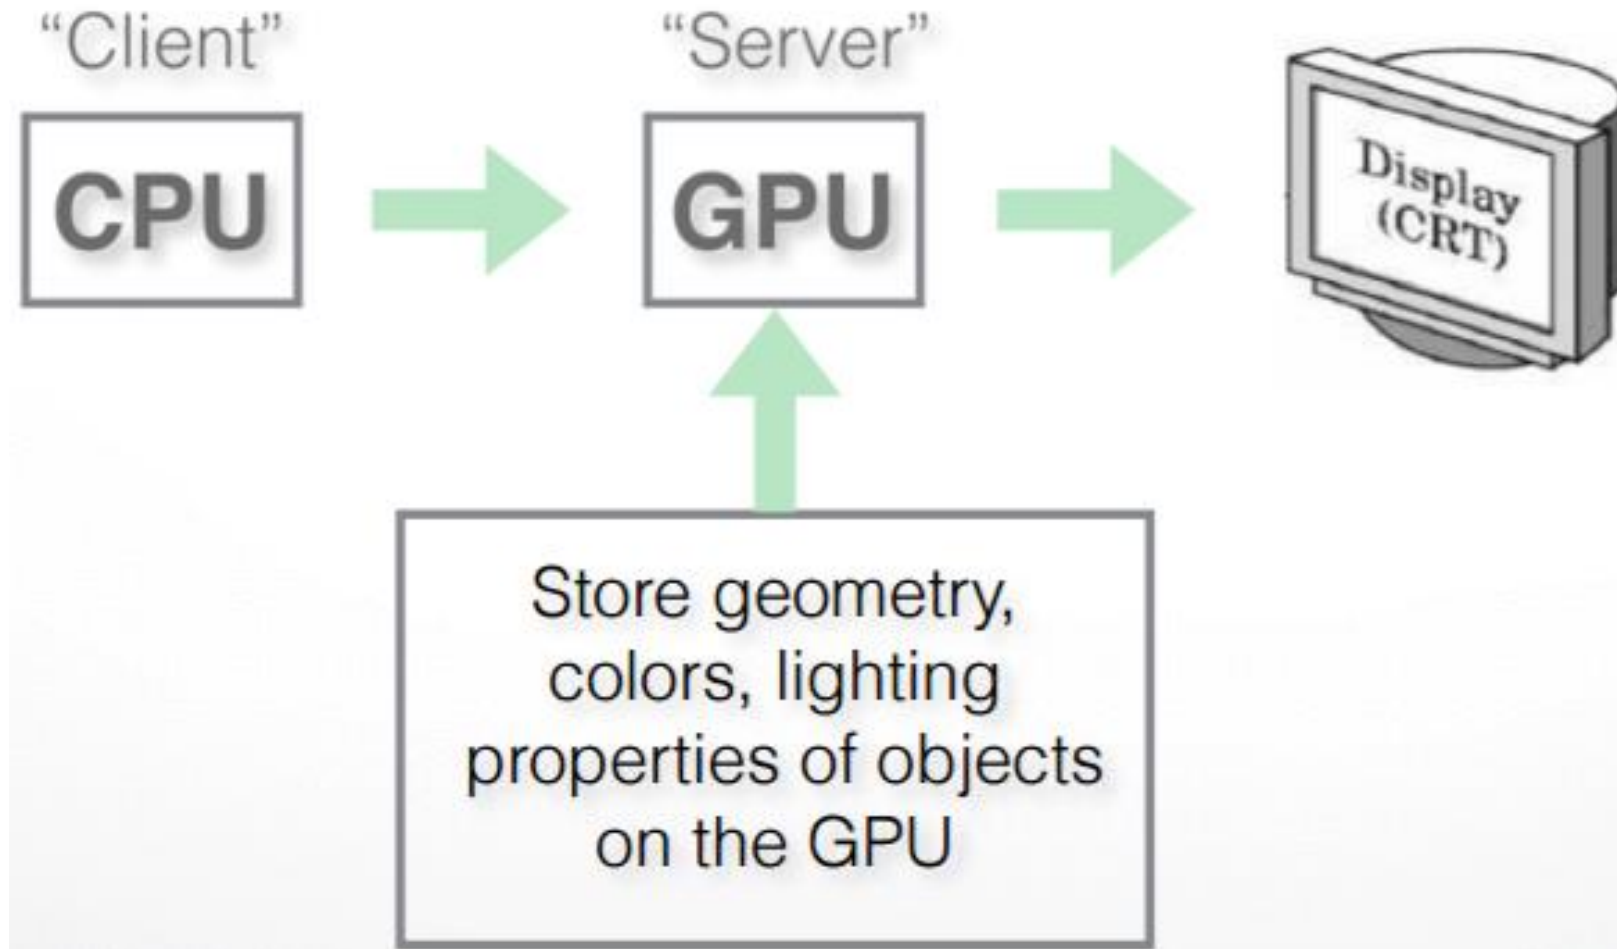 “Client”
“Server”
CPU
GPU
Display
(CRT)
Store geometry,
colors, lighting
properties of objects
on the GPU